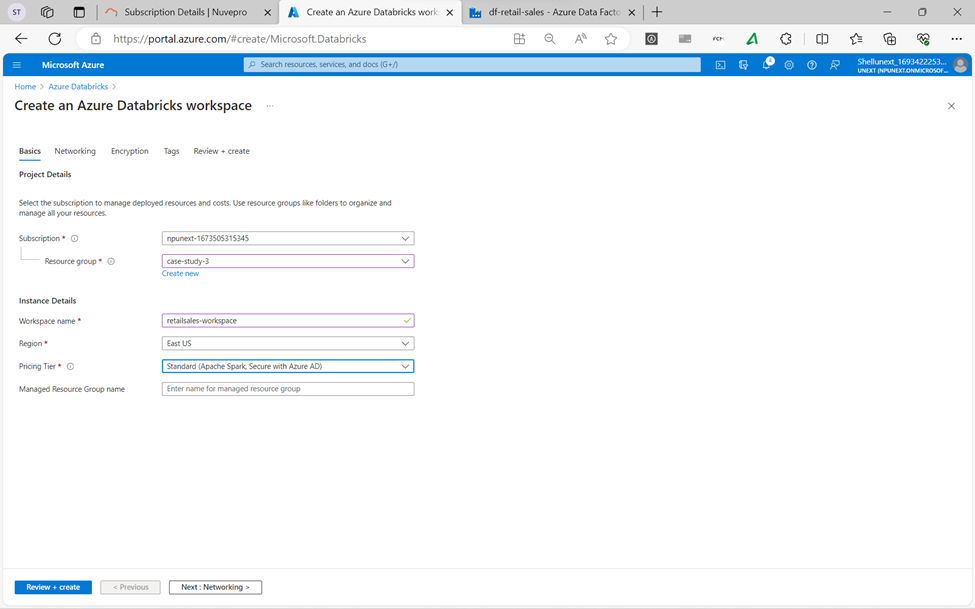 ST
Subscription Details | Nuvepro
Create an Azure Databricks work
df-retail-sales - Azure Data Facto
https://portal.azure.com/#create/Microsoft.Databricks
Microsoft Azure
Search resources, services, and docs (G+/)
4
Shellunext_1693422253...
UNEXT (NPUNEXT.ONMICROSOF...
Home > Azure Databricks >
Create an Azure Databricks workspace ...
Basics Networking Encryption Tags Review + create
Project Details
Select the subscription to manage deployed resources and costs. Use resource groups like folders to organize and
manage all your resources.
Subscription * npunext-1673505315345
Resource group * case-study-3
Create new
Instance Details
Workspace name * retailsales-workspace
Region * East US
Pricing Tier * Standard (Apache Spark, Secure with Azure AD)
Managed Resource Group name Enter name for managed resource group
Review + create < Previous Next : Networking >